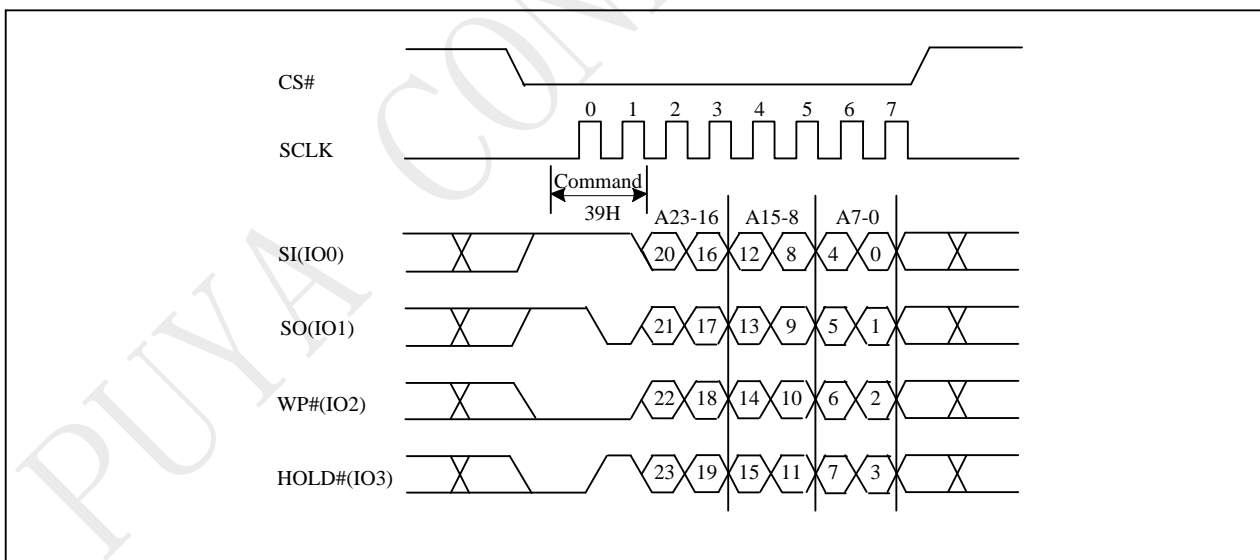 PUYA CON
CS#
0 1 2 3 4 5 6 7
SCLK
Command
39H
A23-16 A15-8 A7-0
SI(IO0)
20 16 12 8 4 0
SO(IO1)
21 17 13 9 5 1
WP#(IO2)
22 18 14 10 6 2
HOLD#(IO3)
23 19 15 11 7 3